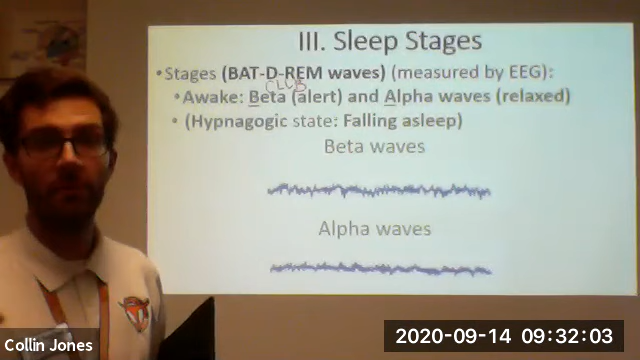 III. Sleep Stages
•Stages (BAT-D-REM waves) (measured by EEG):
CLUB
•Awake: Beta (alert) and Alpha waves (relaxed)
• (Hypnagogic state: Falling asleep)
Beta waves
Alpha waves
Collin Jones
2020-09-14 09:32:03